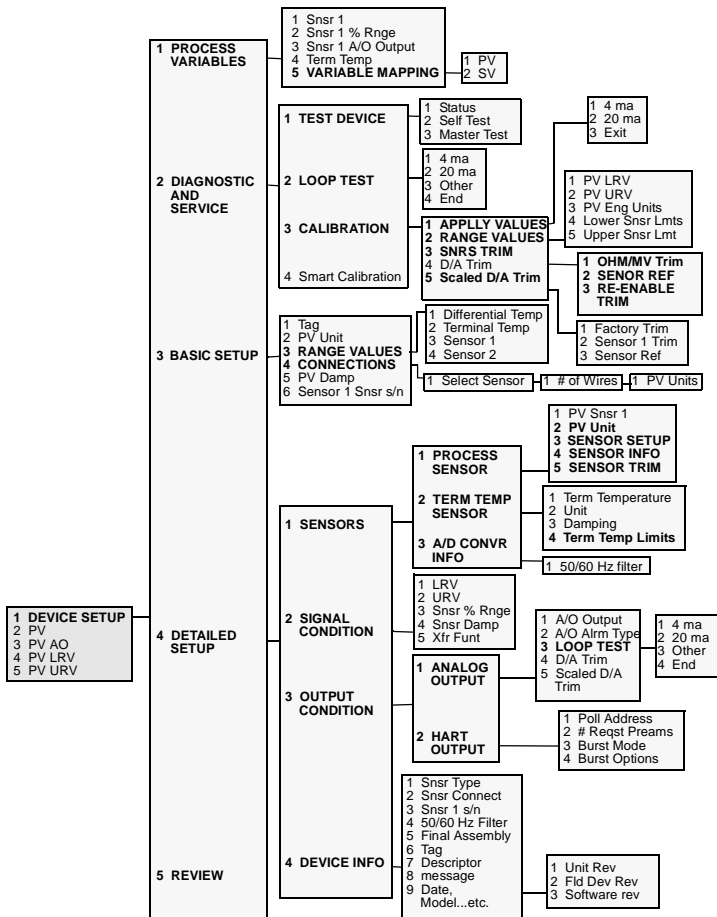 1 Snsr 1
2 Snsr 1 % Rnge
3 Snsr 1 A/O Output
4 Term Temp
5 VARIABLE MAPPING
1 PV
2 SV
1 PROCESS
VARIABLES
1 TEST DEVICE
1 Status
2 Self Test
3 Master Test
1 4 ma
2 20 ma
3 Exit
2 DIAGNOSTIC
AND
SERVICE
2 LOOP TEST
1 4 ma
2 20 ma
3 Other
4 End
1 PV LRV
2 PV URV
3 PV Eng Units
4 Lower Snsr Lmts
5 Upper Snsr Lmt
3 CALIBRATION
1 APPLLY VALUES
2 RANGE VALUES
3 SNRS TRIM
4 D/A Trim
5 Scaled D/A Trim
4 Smart Calibration
1 OHM/MV Trim
2 SENOR REF
3 RE-ENABLE
TRIM
1 Factory Trim
2 Sensor 1 Trim
3 Sensor Ref
3 BASIC SETUP
1 Tag
2 PV Unit
3 RANGE VALUES
4 CONNECTIONS
5 PV Damp
6 Sensor 1 Snsr s/n
1 Differential Temp
2 Terminal Temp
3 Sensor 1
4 Sensor 2
1 Select Sensor
1 # of Wires
1 PV Units
1 PV Snsr 1
2 PV Unit
3 SENSOR SETUP
4 SENSOR INFO
5 SENSOR TRIM
1 PROCESS
SENSOR
2 TERM TEMP
SENSOR
3 A/D CONVR
INFO
1 Term Temperature
2 Unit
3 Damping
4 Term Temp Limits
1 50/60 Hz filter
1 SENSORS
1 DEVICE SETUP
2 PV
3 PV AO
4 PV LRV
5 PV URV
4 DETAILED
SETUP
2 SIGNAL
CONDITION
1 LRV
2 URV
3 Snsr % Rnge
4 Snsr Damp
5 Xfr Funt
3 OUTPUT
CONDITION
1 ANALOG
OUTPUT
2 HART
OUTPUT
1 A/O Output
2 A/O Alrm Type
3 LOOP TEST
4 D/A Trim
5 Scaled D/A
Trim
1 4 ma
2 20 ma
3 Other
4 End
1 Poll Address
2 # Reqst Preams
3 Burst Mode
4 Burst Options
4 DEVICE INFO
1 Snsr Type
2 Snsr Connect
3 Snsr 1 s/n
4 50/60 Hz Filter
5 Final Assembly
6 Tag
7 Descriptor
8 message
9 Date,
Model...etc.
1 Unit Rev
2 Fld Dev Rev
3 Software rev
5 REVIEW